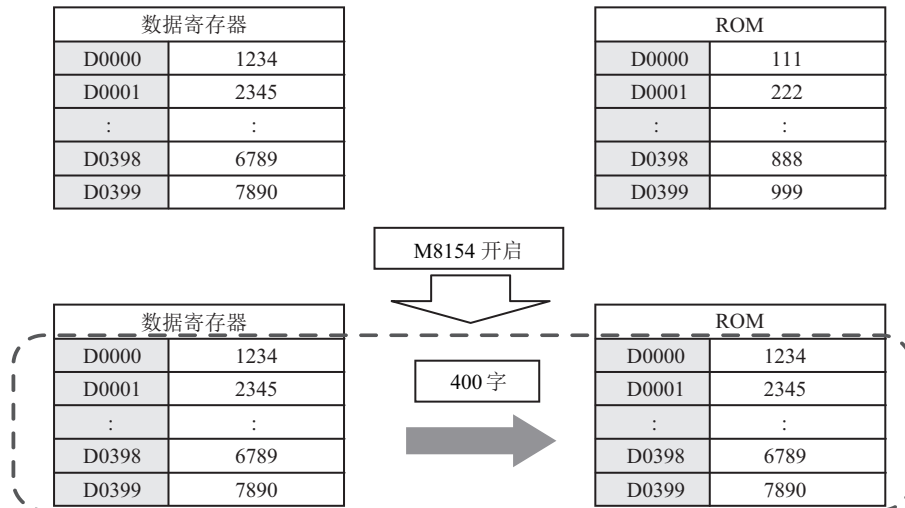 数据寄存器 ROM
D0000 1234 D0000 111
D0001 2345 D0001 222
: : : :
D0398 6789 D0398 888
D0399 7890 D0399 999
M8154 开启
数据寄存器 ROM
D0000 1234 D0000 1234
400 字
D0001 2345 D0001 2345
: : : :
D0398 6789 D0398 6789
D0399 7890 D0399 7890